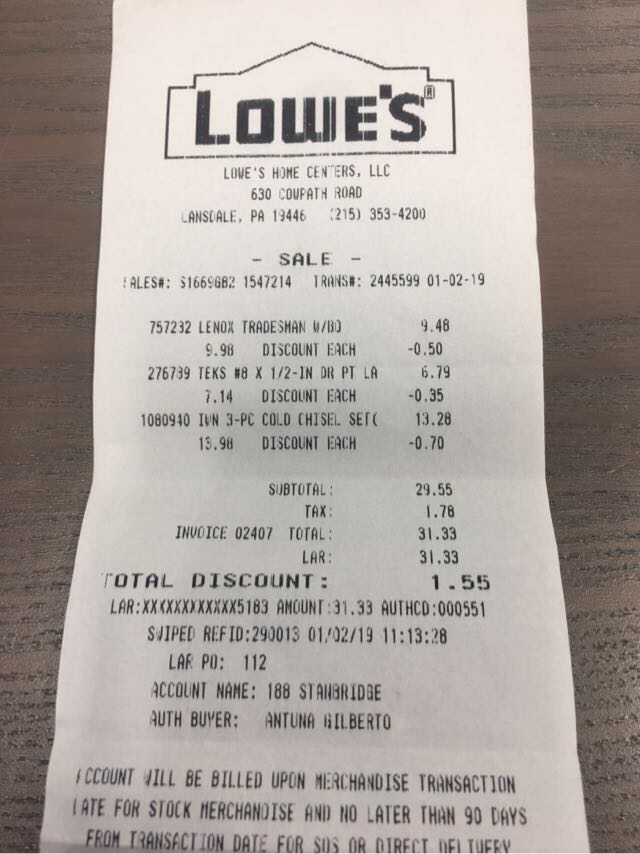 LOWE'S®
LOWE'S HOME CENTERS, LLC
630 COWPATH ROAD
LANSDALE, PA 19446 (215) 353-4200
- SALE -
SALES#: S1669GB2 1547214 TRANS#: 2445599 01-02-19
757232 LENOX TRADESMAN W/BO 9.48
9.98 DISCOUNT EACH -0.50
276739 TEKS #8 X 1/2-IN DR PT LA 6.79
7.14 DISCOUNT EACH -0.35
1080940 IWN 3-PC COLD CHISEL SET( 13.28
13.98 DISCOUNT EACH -0.70
SUBTOTAL: 29.55
TAX: 1.78
INVOICE 02407 TOTAL: 31.33
LAR: 31.33
TOTAL DISCOUNT: 1.55
LAR:XXXXXXXXXXXX5183 AMOUNT:31.33 AUTHCD:000551
SWIPED REFID:290013 01/02/19 11:13:28
LAR PO: 112
ACCOUNT NAME: 188 STANBRIDGE
AUTH BUYER: ANTUNA GILBERTO
ACCOUNT WILL BE BILLED UPON MERCHANDISE TRANSACTION
DATE FOR STOCK MERCHANDISE AND NO LATER THAN 90 DAYS
FROM TRANSACTION DATE FOR SOS OR DIRECT DELIVERY